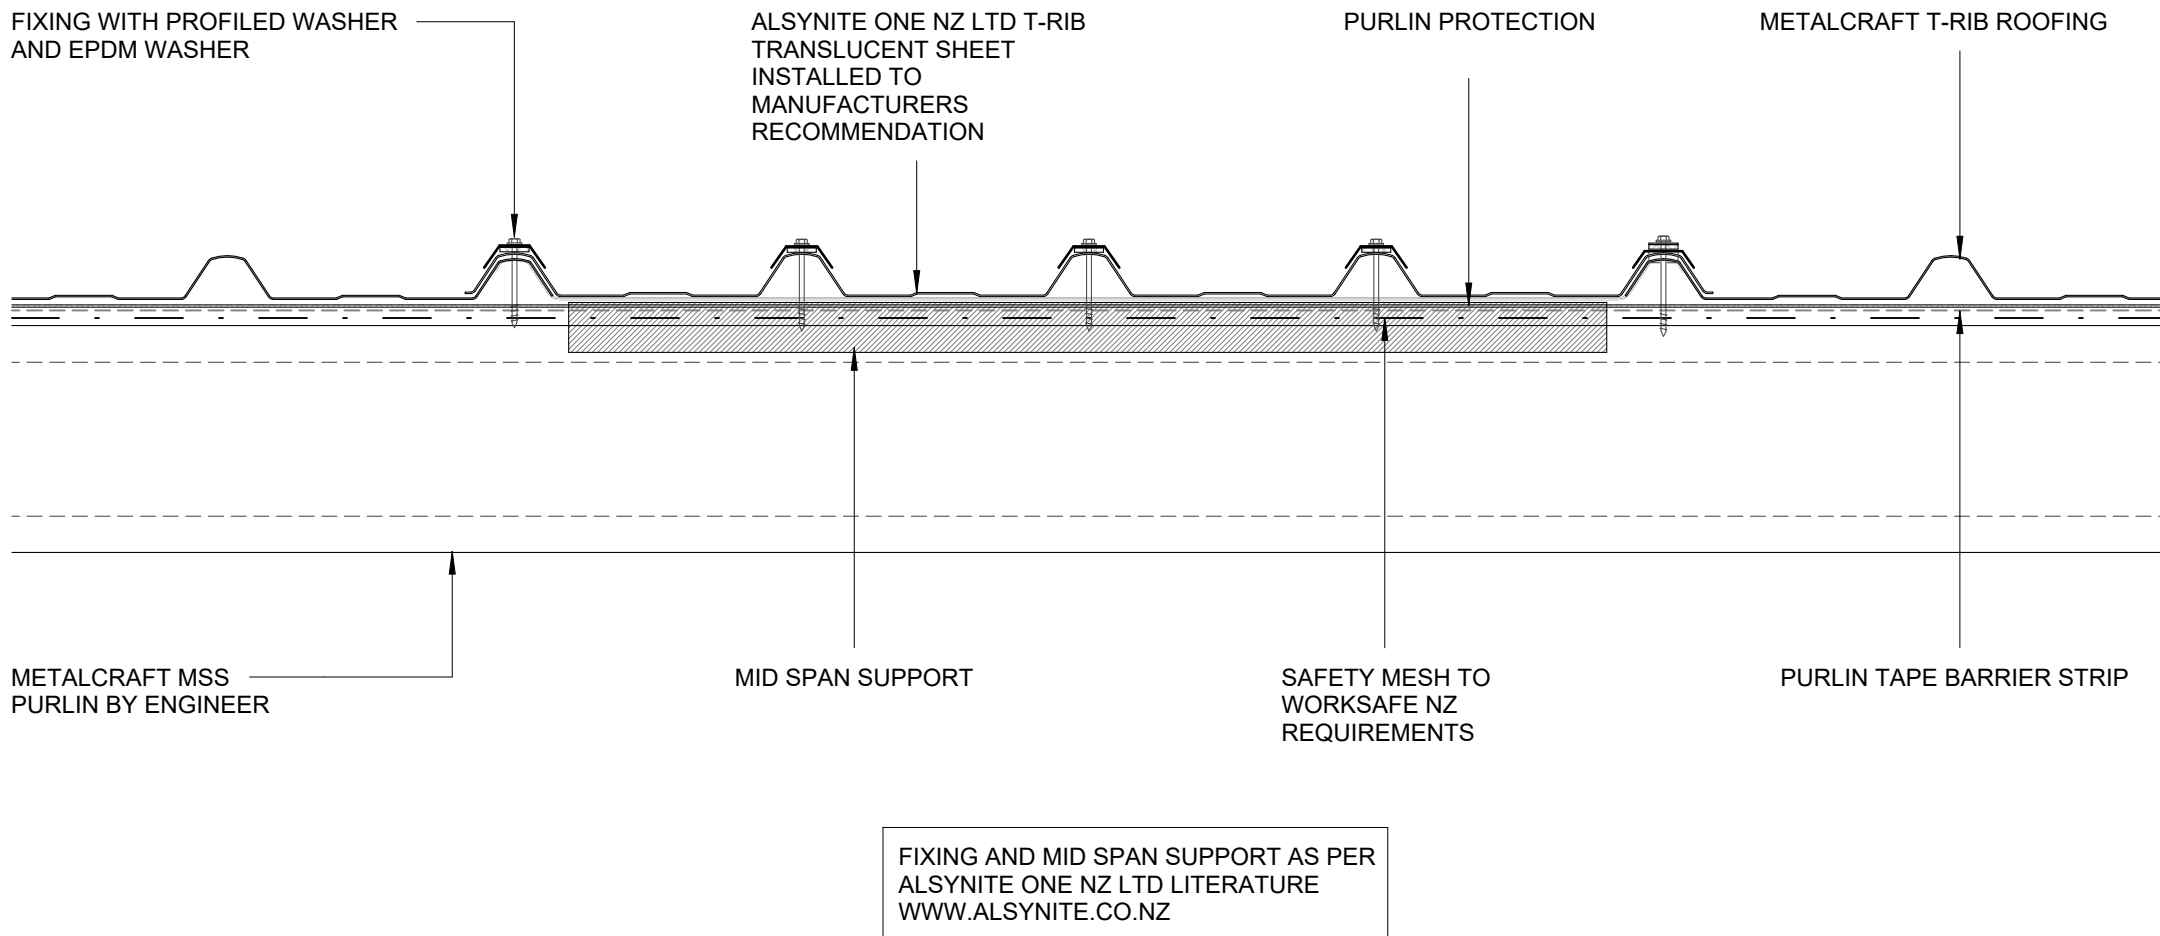 FIXING WITH PROFILED WASHER
AND EPDM WASHER
ALSYNITE ONE NZ LTD T-RIB
TRANSLUCENT SHEET
INSTALLED TO
MANUFACTURERS
RECOMMENDATION
PURLIN PROTECTION
METALCRAFT T-RIB ROOFING
METALCRAFT MSS
PURLIN BY ENGINEER
MID SPAN SUPPORT
SAFETY MESH TO
WORKSAFE NZ
REQUIREMENTS
PURLIN TAPE BARRIER STRIP
FIXING AND MID SPAN SUPPORT AS PER
ALSYNITE ONE NZ LTD LITERATURE
WWW.ALSYNITE.CO.NZ